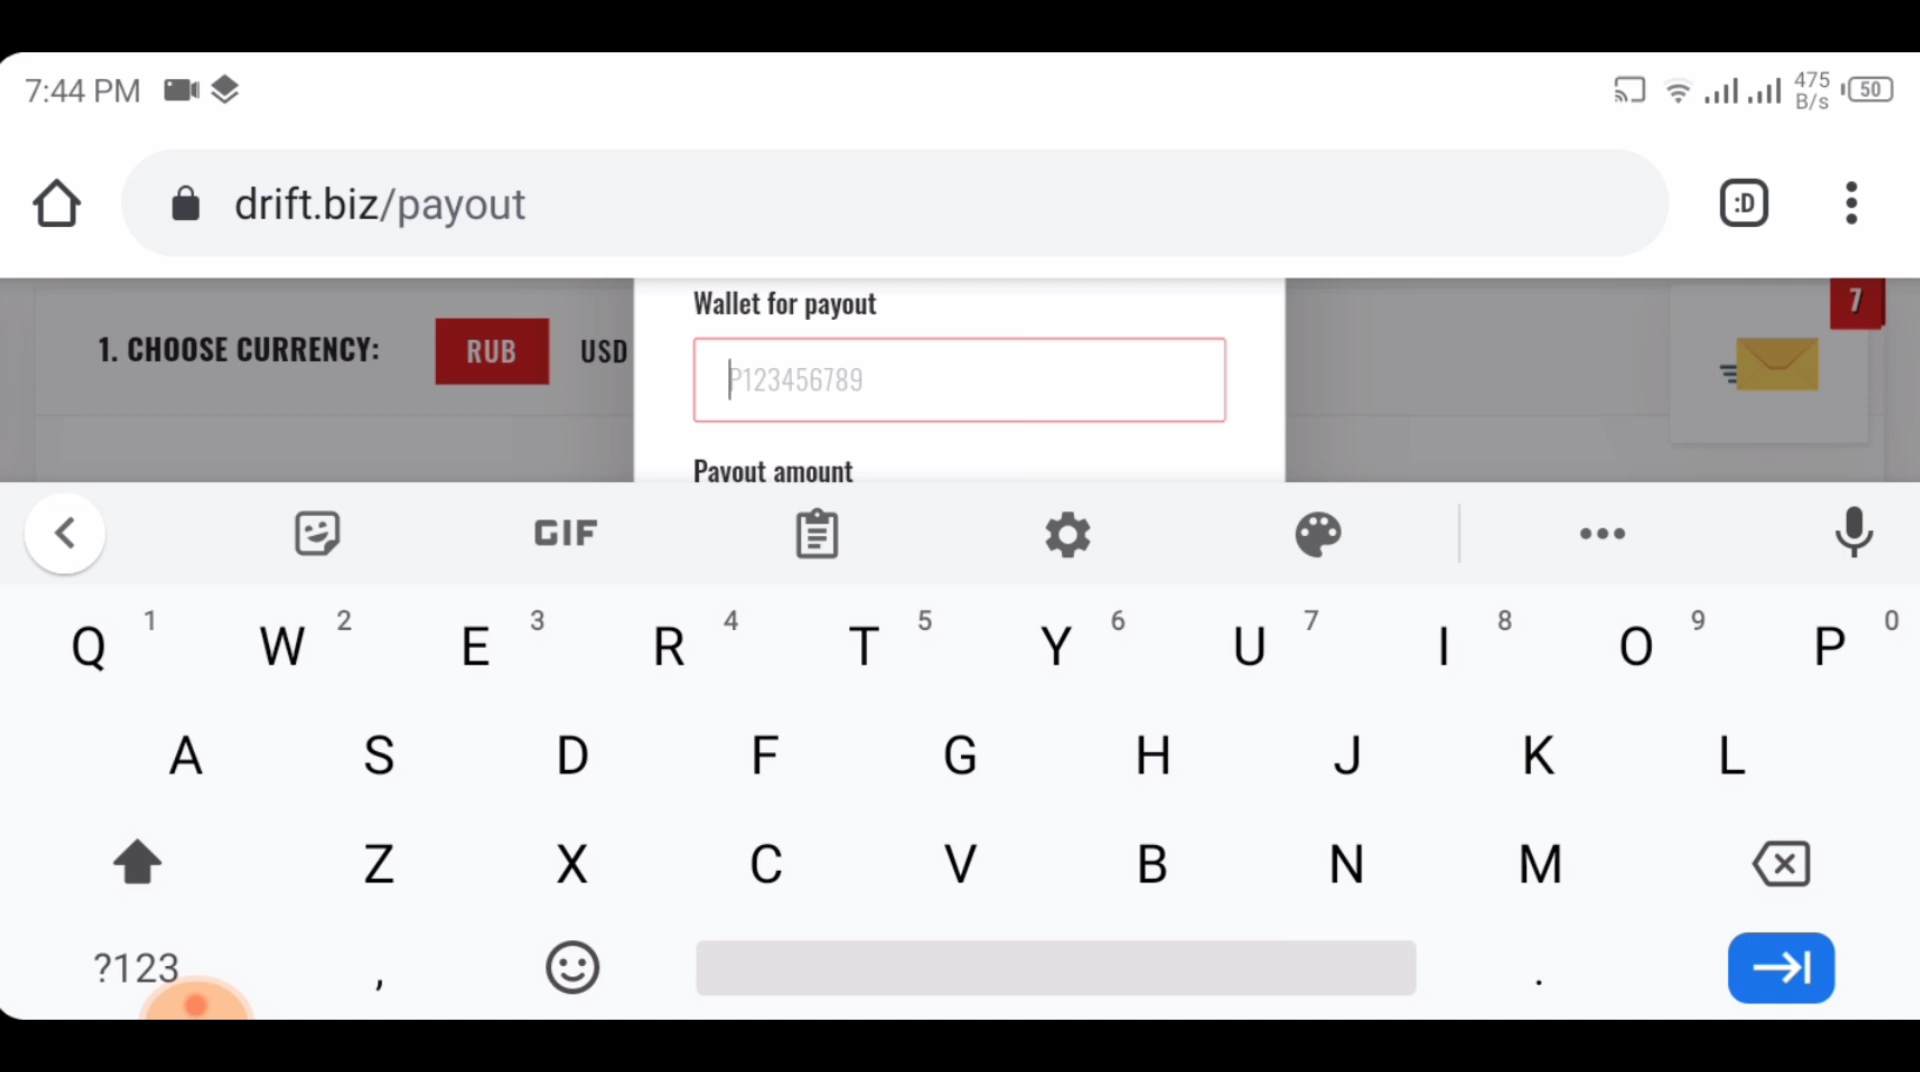 7:44 PM
475 B/s
50
drift.biz/payout
:D
Wallet for payout
7
1. CHOOSE CURRENCY:
RUB
USD
P123456789
Payout amount
GIF
Q 1 W 2 E 3 R 4 T 5 Y 6 U 7 I 8 O 9 P 0
A S D F G H J K L
Z X C V B N M
?123 , .